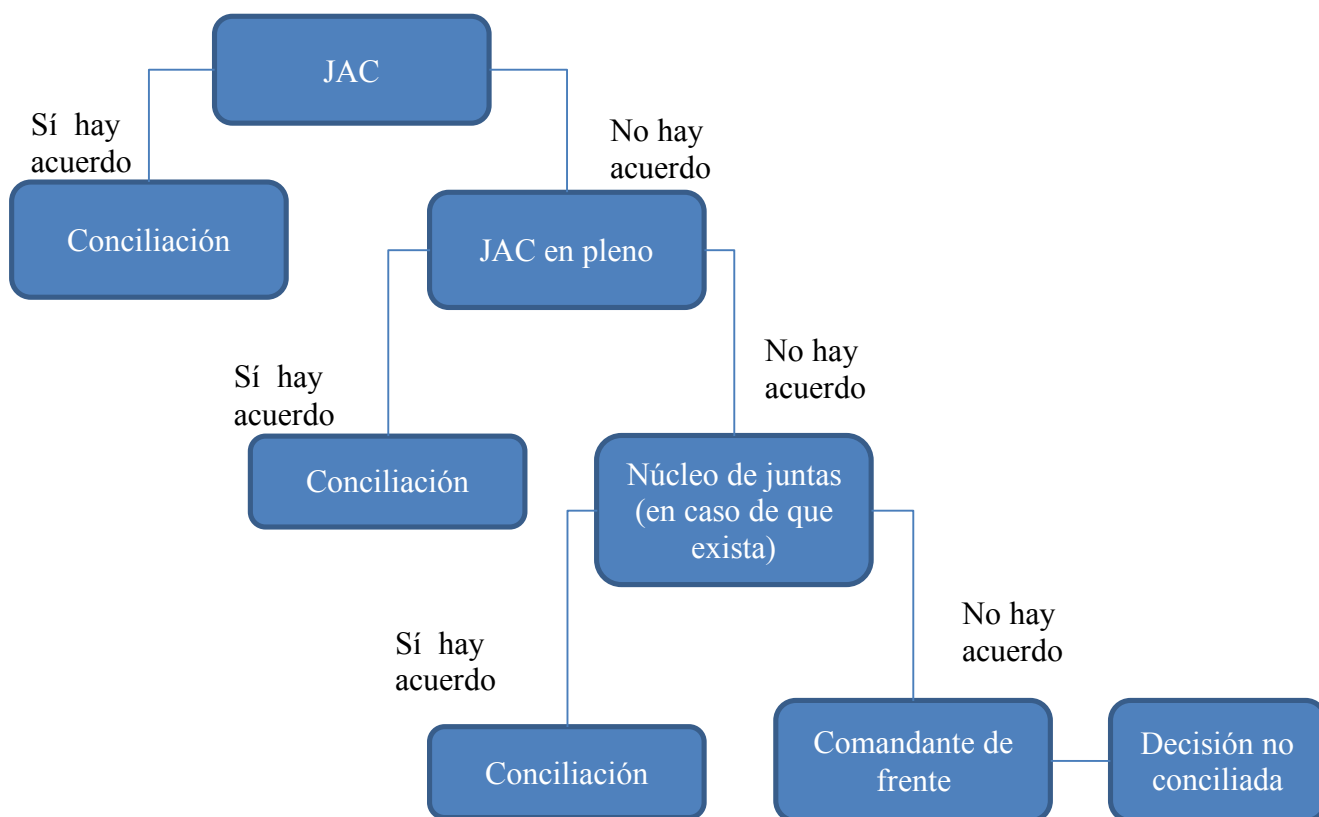 JAC
Sí hay
acuerdo
No hay
acuerdo
Conciliación
JAC en pleno
Sí hay
acuerdo
No hay
acuerdo
Conciliación
Núcleo de juntas
(en caso de que
exista)
Sí hay
acuerdo
No hay
acuerdo
Conciliación
Comandante de
frente
Decisión no
conciliada